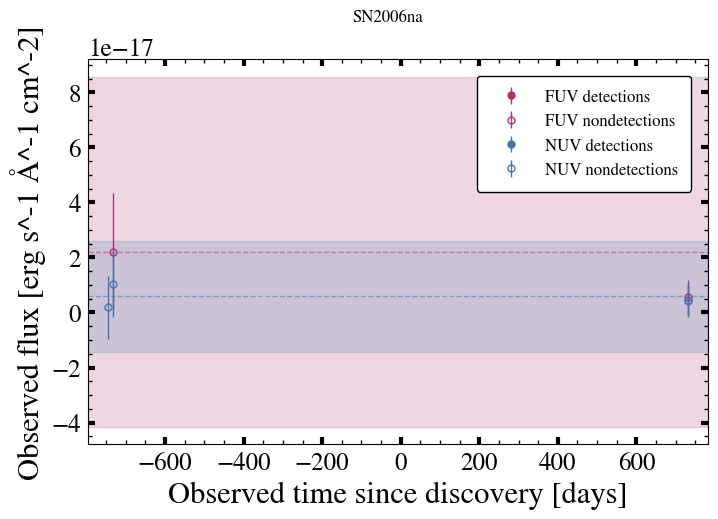 SN2006na
1e−17
8
6
4
2
0
−2
−4
Observed flux [erg s^-1 Å^-1 cm^-2]
FUV detections
FUV nondetections
NUV detections
NUV nondetections
−600 −400 −200 0 200 400 600
Observed time since discovery [days]